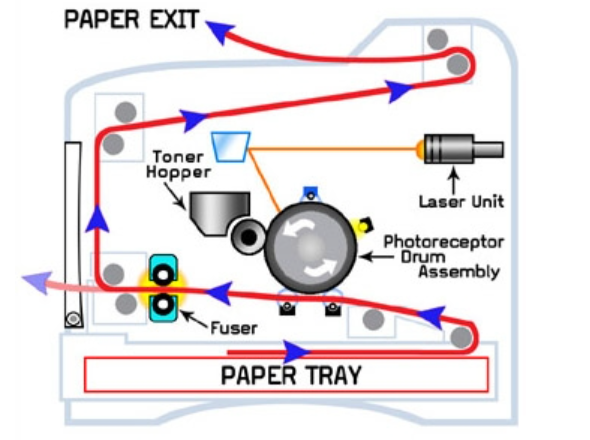 PAPER EXIT
Toner
Hopper
Laser Unit
Photoreceptor
Drum
Assembly
Fuser
PAPER TRAY